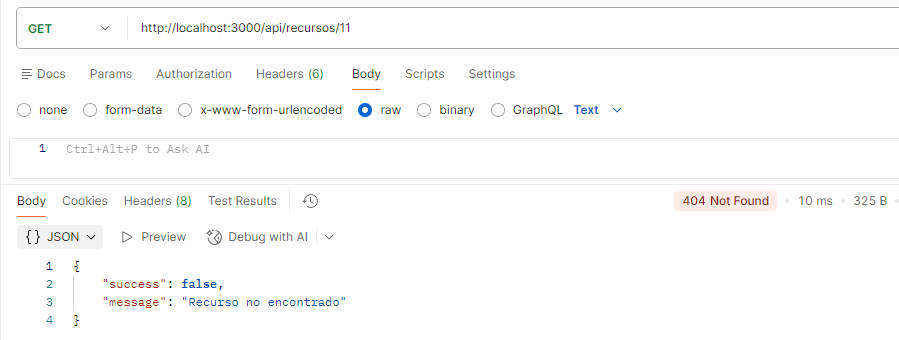 GET http://localhost:3000/api/recursos/11
Docs Params Authorization Headers (6) Body Scripts Settings
none form-data x-www-form-urlencoded raw binary GraphQL Text
1 Ctrl+Alt+P to Ask AI
Body Cookies Headers (8) Test Results 404 Not Found • 10 ms • 325 B •
{} JSON Preview Debug with AI
1 {
2 "success": false,
3 "message": "Recurso no encontrado"
4 }